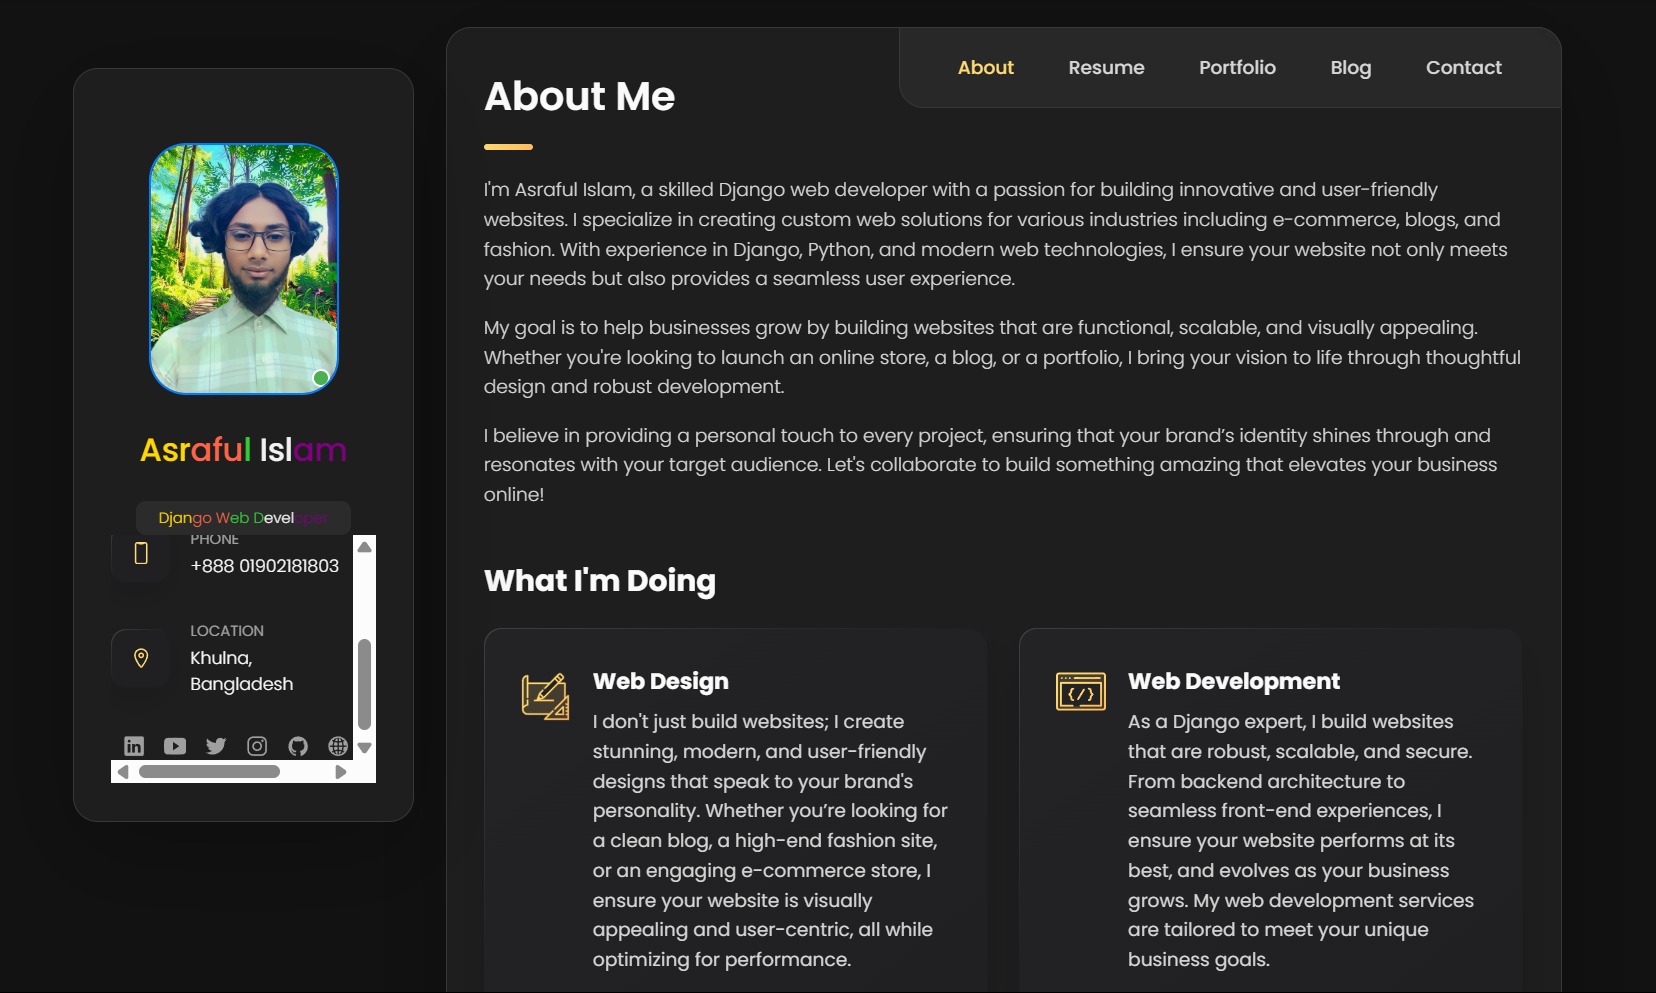 Asraful Islam
Django Web Developer
PHONE
+888 01902181803
LOCATION
Khulna,
Bangladesh
About
Resume
Portfolio
Blog
Contact
About Me
I'm Asraful Islam, a skilled Django web developer with a passion for building innovative and user-friendly
websites. I specialize in creating custom web solutions for various industries including e-commerce, blogs, and
fashion. With experience in Django, Python, and modern web technologies, I ensure your website not only meets
your needs but also provides a seamless user experience.
My goal is to help businesses grow by building websites that are functional, scalable, and visually appealing.
Whether you're looking to launch an online store, a blog, or a portfolio, I bring your vision to life through thoughtful
design and robust development.
I believe in providing a personal touch to every project, ensuring that your brand’s identity shines through and
resonates with your target audience. Let's collaborate to build something amazing that elevates your business
online!
What I'm Doing
Web Design
I don't just build websites; I create
stunning, modern, and user-friendly
designs that speak to your brand's
personality. Whether you’re looking for
a clean blog, a high-end fashion site,
or an engaging e-commerce store, I
ensure your website is visually
appealing and user-centric, all while
optimizing for performance.
Web Development
As a Django expert, I build websites
that are robust, scalable, and secure.
From backend architecture to
seamless front-end experiences, I
ensure your website performs at its
best, and evolves as your business
grows. My web development services
are tailored to meet your unique
business goals.